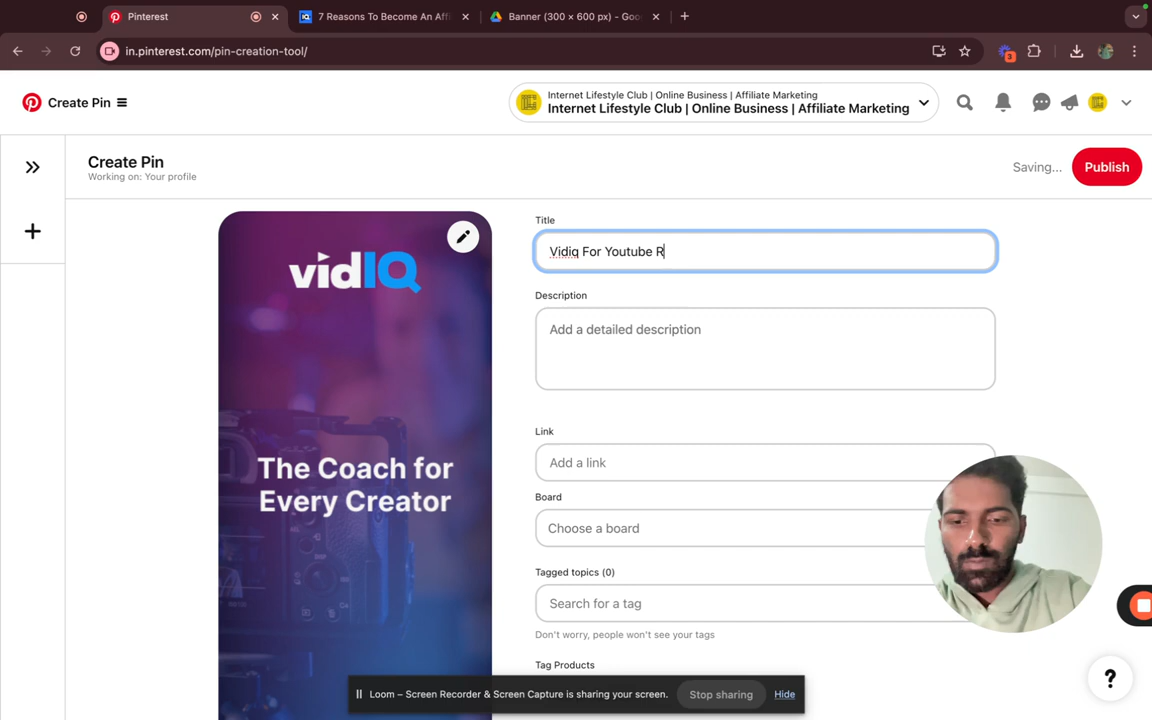 Pinterest
7 Reasons To Become An Affi
Banner (300 × 600 px) - Goo
in.pinterest.com/pin-creation-tool/
3
Create Pin
Internet Lifestyle Club | Online Business | Affiliate Marketing
Internet Lifestyle Club | Online Business | Affiliate Marketing
Create Pin
Working on: Your profile
Saving...
Publish
vidIQ
The Coach for
Every Creator
Title
Vidiq For Youtube R
Description
Add a detailed description
Link
Add a link
Board
Choose a board
Tagged topics (0)
Search for a tag
Don't worry, people won't see your tags
Tag Products
Loom – Screen Recorder & Screen Capture is sharing your screen.
Stop sharing
Hide
?